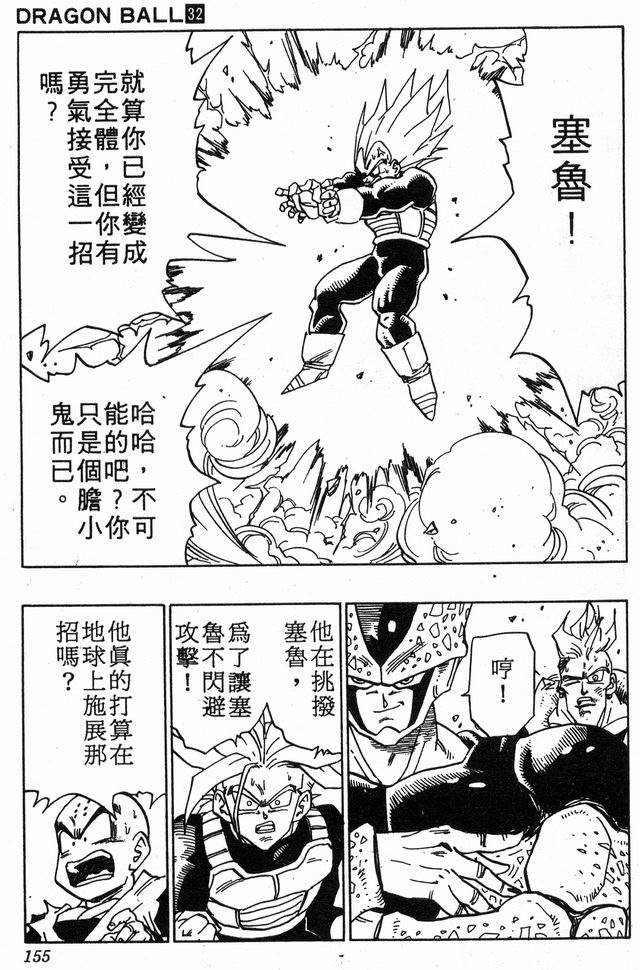 DRAGON BALL 32
塞魯！
就算你已經變成
完全體，但你有
勇氣接受這一招
嗎？
哈哈，不可
能的吧？你
只是個膽小
鬼而已。
哼！
他在挑撥
塞魯，
爲了讓塞
魯不閃避
攻擊！
他眞的打算在
地球上施展那
招嗎？
155